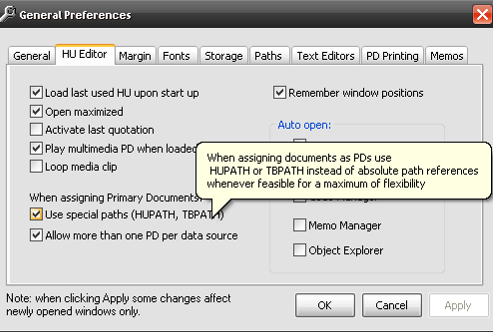 General Preferences
General
HU Editor
Margin
Fonts
Storage
Paths
Text Editors
PD Printing
Memos
Load last used HU upon start up
Remember window positions
Open maximized
Activate last quotation
Auto open:
Play multimedia PD when loaded
Loop media clip
When assigning documents as PDs use
HUPATH or TBPATH instead of absolute path references
whenever feasible for a maximum of flexibility
When assigning Primary Documents:
Use special paths (HUPATH, TBPATH)
Allow more than one PD per data source
Memo Manager
Object Explorer
Note: when clicking Apply some changes affect
newly opened windows only.
OK
Cancel
Apply